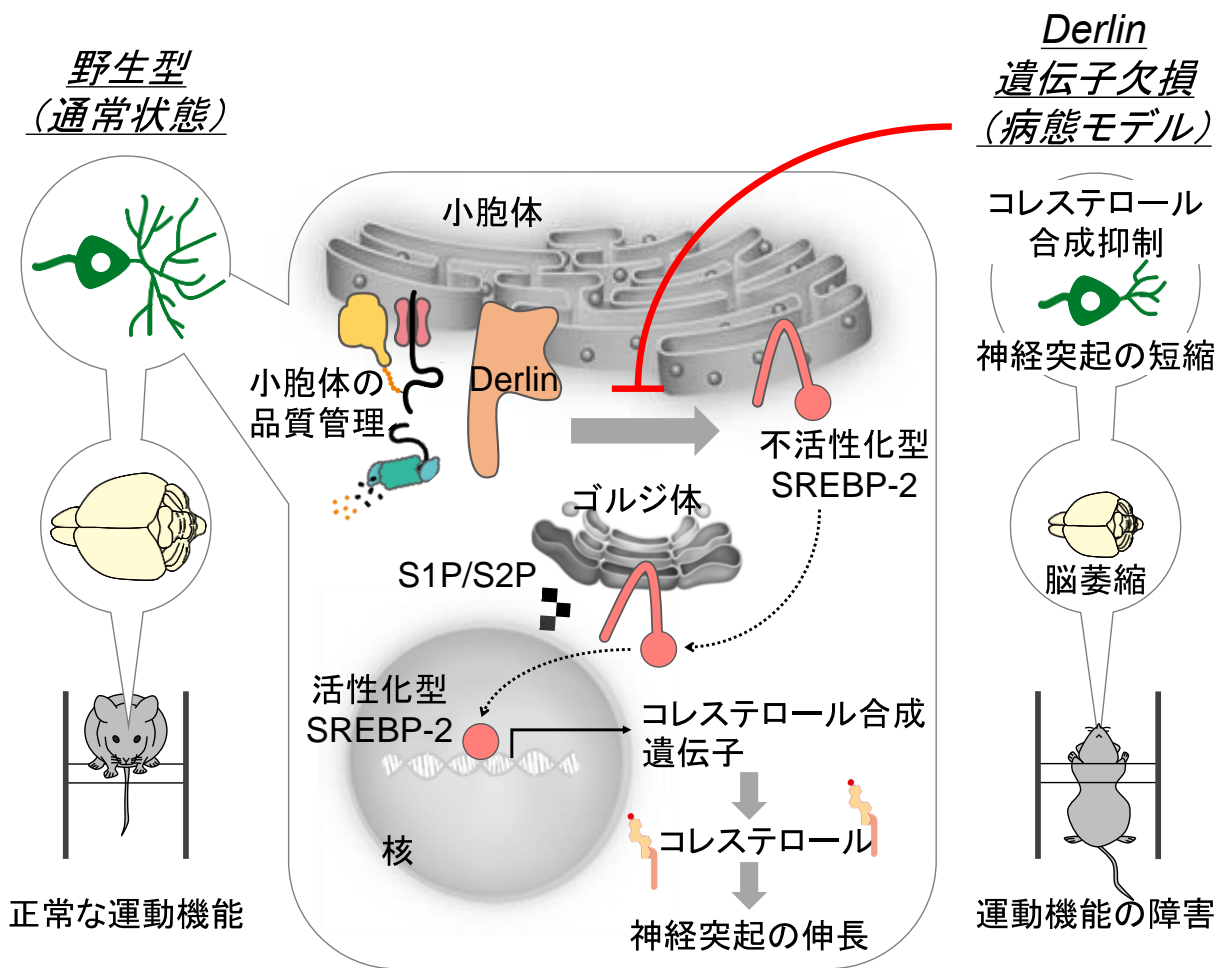 野生型
（通常状態）
Derlin
遺伝子欠損
（病態モデル）
小胞体
小胞体の
品質管理
Derlin
不活性化型
SREBP-2
ゴルジ体
S1P/S2P
活性化型
SREBP-2
核
コレステロール合成
遺伝子
コレステロール
神経突起の伸長
正常な運動機能
コレステロール
合成抑制
神経突起の短縮
脳萎縮
運動機能の障害